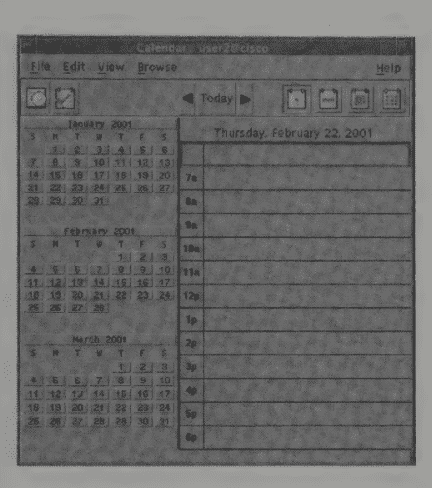 Calendar : user2@cisco
File Edit View Browse Help
Today
January 2001
S M T W T F S
1 2 3 4 5 6
7 8 9 10 11 12 13
14 15 16 17 18 19 20
21 22 23 24 25 26 27
28 29 30 31
February 2001
S M T W T F S
1 2 3
4 5 6 7 8 9 10
11 12 13 14 15 16 17
18 19 20 21 22 23 24
25 26 27 28
March 2001
S M T W T F S
1 2 3
4 5 6 7 8 9 10
11 12 13 14 15 16 17
18 19 20 21 22 23 24
25 26 27 28 29 30 31
Thursday, February 22, 2001
7a
8a
9a
10a
11a
12p
1p
2p
3p
4p
5p
6p